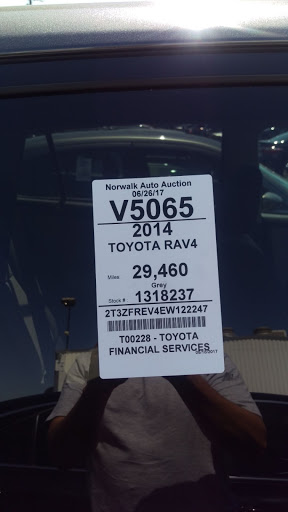 Norwalk Auto Auction
06/26/17
V5065
2014
TOYOTA RAV4
Miles: 29,460
Grey
Stock # 1318237
2T3ZFREV4EW122247
T00228 - TOYOTA
FINANCIAL SERVICES